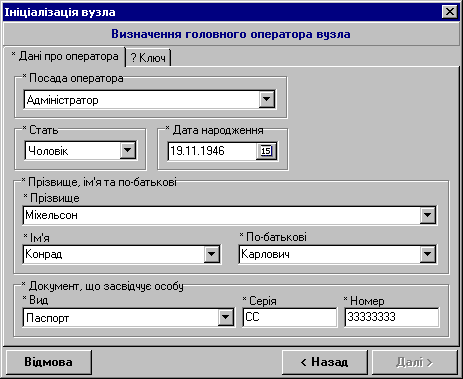 Ініціалізація вузла
Визначення головного оператора вузла
* Дані про оператора ? Ключ
* Посада оператора
Адміністратор
* Стать * Дата народження
Чоловік 19.11.1946 15
* Прізвище, ім'я та по-батькові
* Прізвище
Міхельсон
* Ім'я * По-батькові
Конрад Карлович
* Документ, що засвідчує особу
* Вид * Серія * Номер
Паспорт СС 33333333
Відмова < Назад Далі >